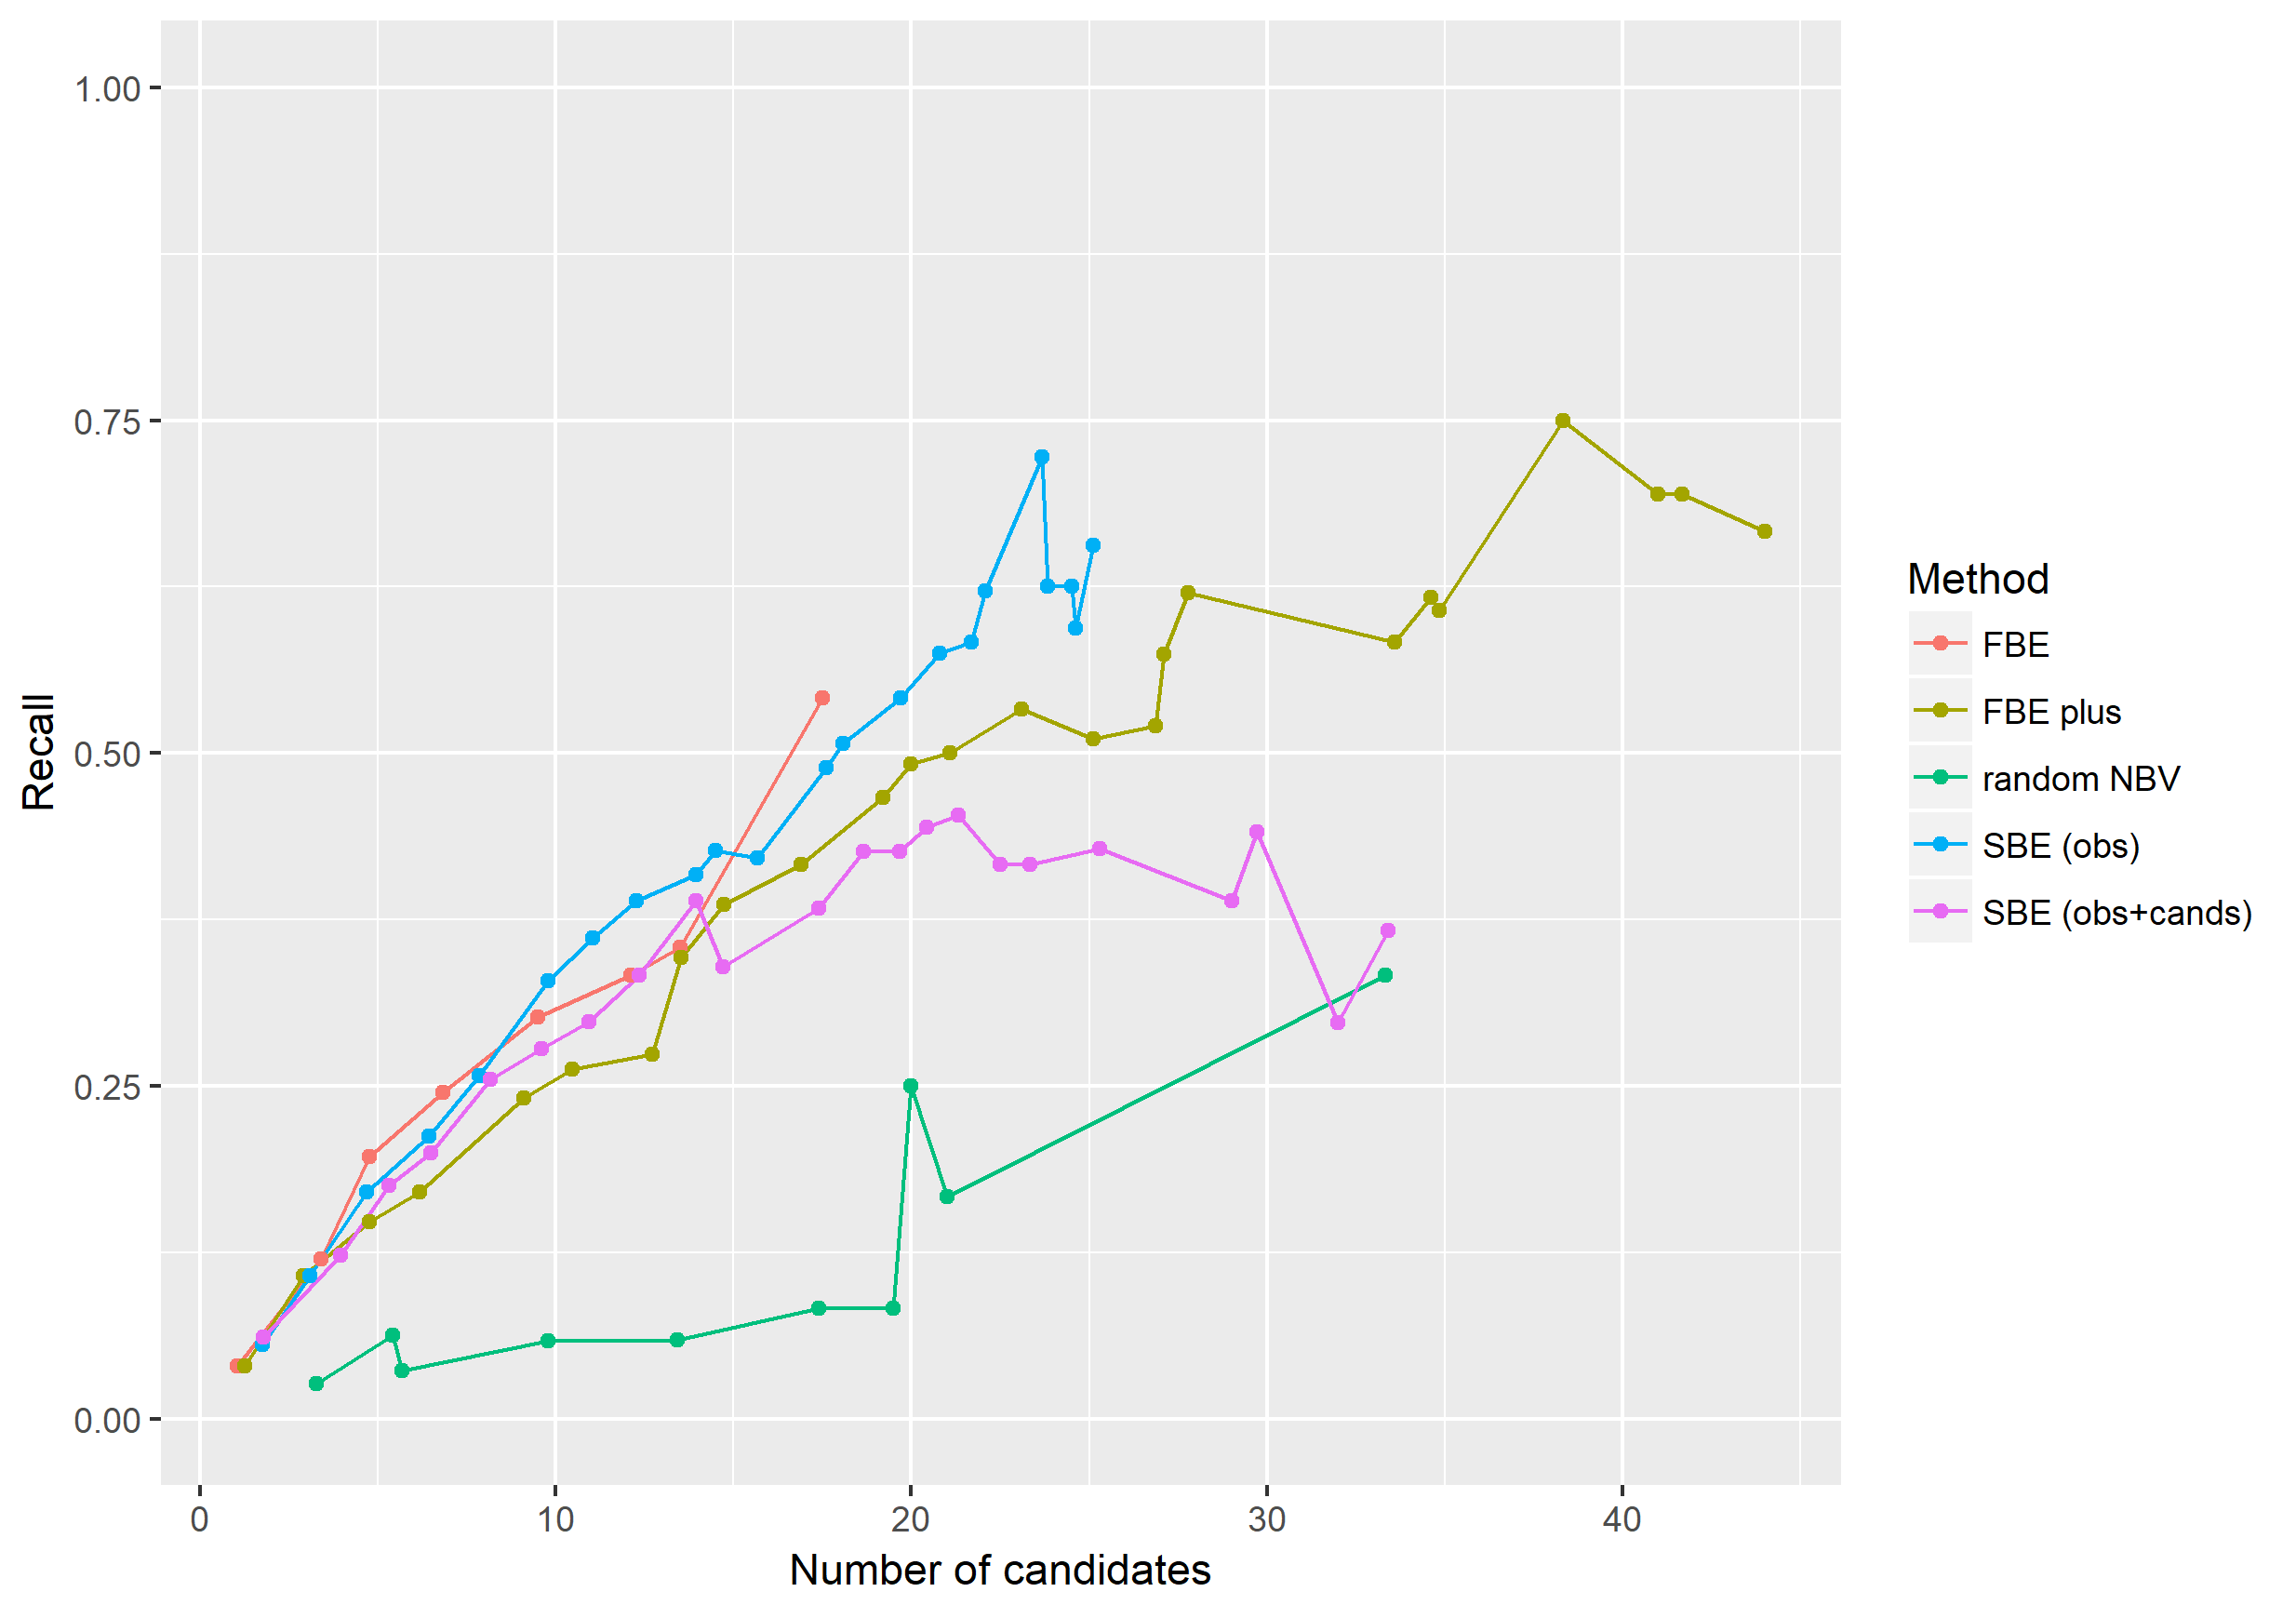 1.00
0.75
0.50
0.25
0.00
Recall
0
10
20
30
40
Number of candidates
Method
FBE
FBE plus
random NBV
SBE (obs)
SBE (obs+cands)